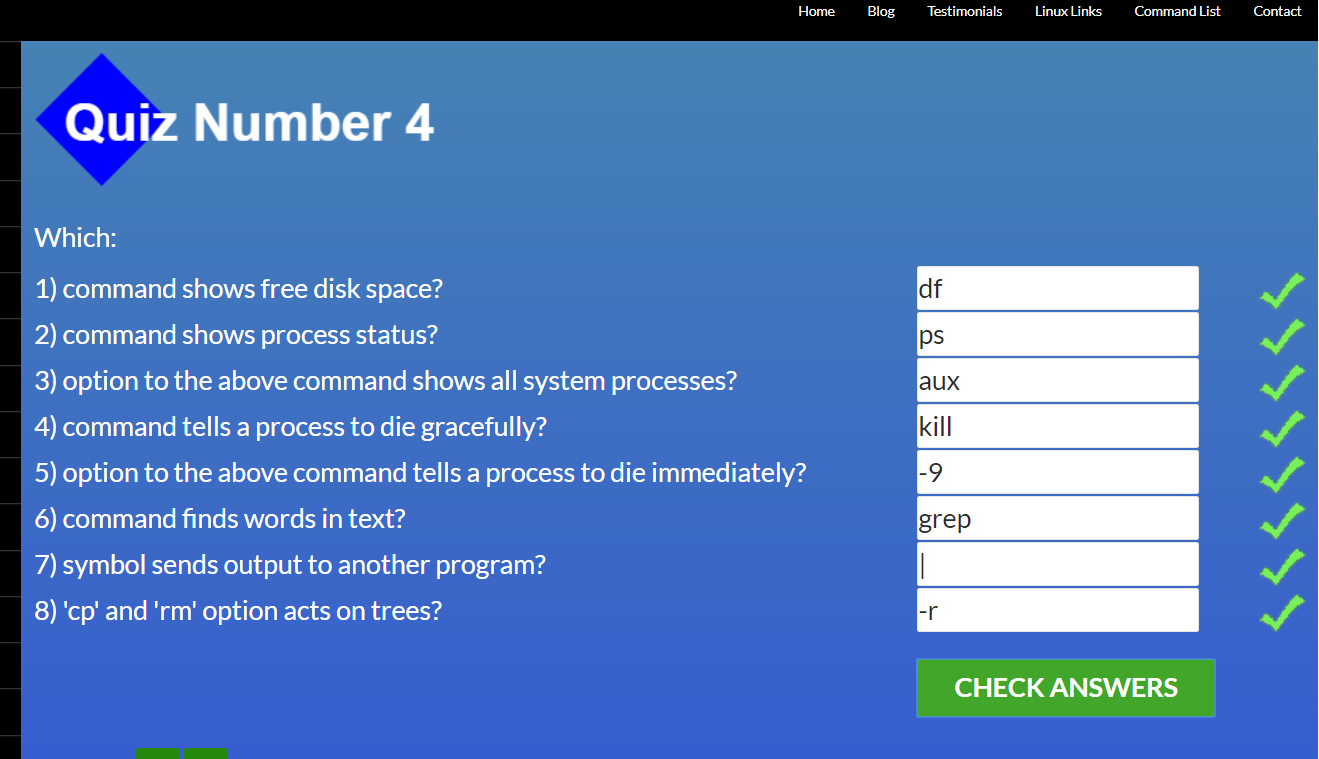 Home Blog Testimonials Linux Links Command List Contact
Quiz Number 4
Which:
1) command shows free disk space? df
2) command shows process status? ps
3) option to the above command shows all system processes? aux
4) command tells a process to die gracefully? kill
5) option to the above command tells a process to die immediately? -9
6) command finds words in text? grep
7) symbol sends output to another program? |
8) 'cp' and 'rm' option acts on trees? -r
CHECK ANSWERS